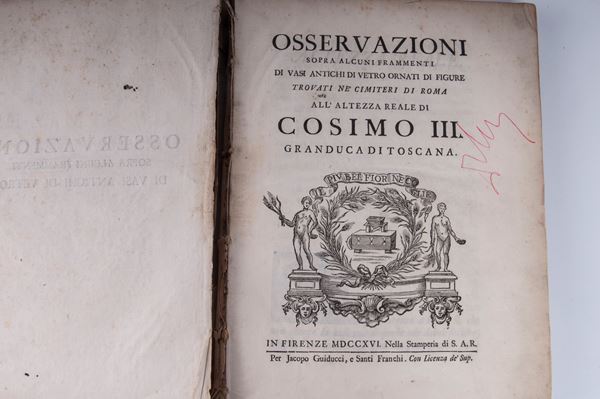 OSSERVAZIONI
SOPRA ALCUNI FRAMMENTI
DI VASI ANTICHI DI VETRO ORNATI DI FIGURE
TROVATI NE' CIMITERI DI ROMA
ALL' ALTEZZA REALE DI
COSIMO III.
GRANDUCA DI TOSCANA.
IN FIRENZE MDCCXVI. Nella Stamperia di S. A. R.
Per Jacopo Guiducci, e Santi Franchi. Con Licenza de' Sup.